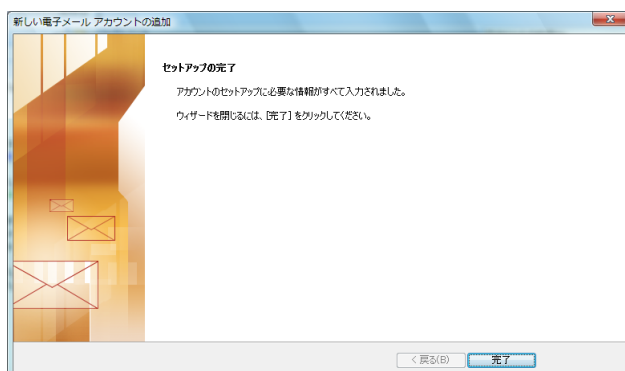 新しい電子メール アカウントの追加
セットアップの完了
アカウントのセットアップに必要な情報がすべて入力されました。
ウィザードを閉じるには、[完了] をクリックしてください。
< 戻る(B)
完了